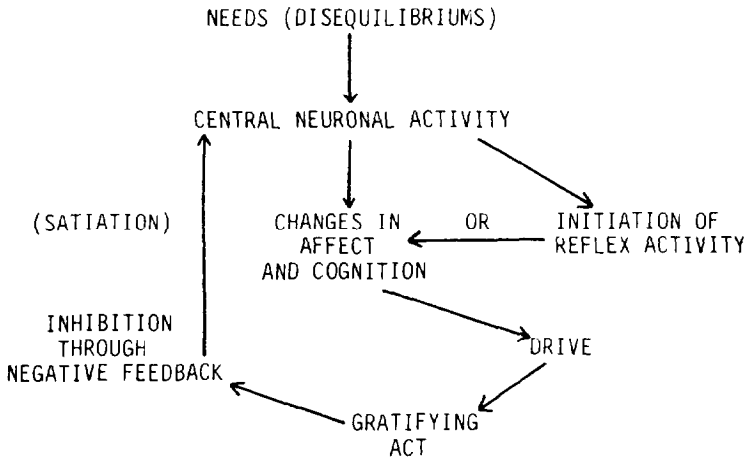 NEEDS (DISEQUILIBRIUMS)
CENTRAL NEURONAL ACTIVITY
(SATIATION)
CHANGES IN
AFFECT
AND COGNITION
OR
INITIATION OF
REFLEX ACTIVITY
INHIBITION
THROUGH
NEGATIVE FEEDBACK
DRIVE
GRATIFYING
ACT